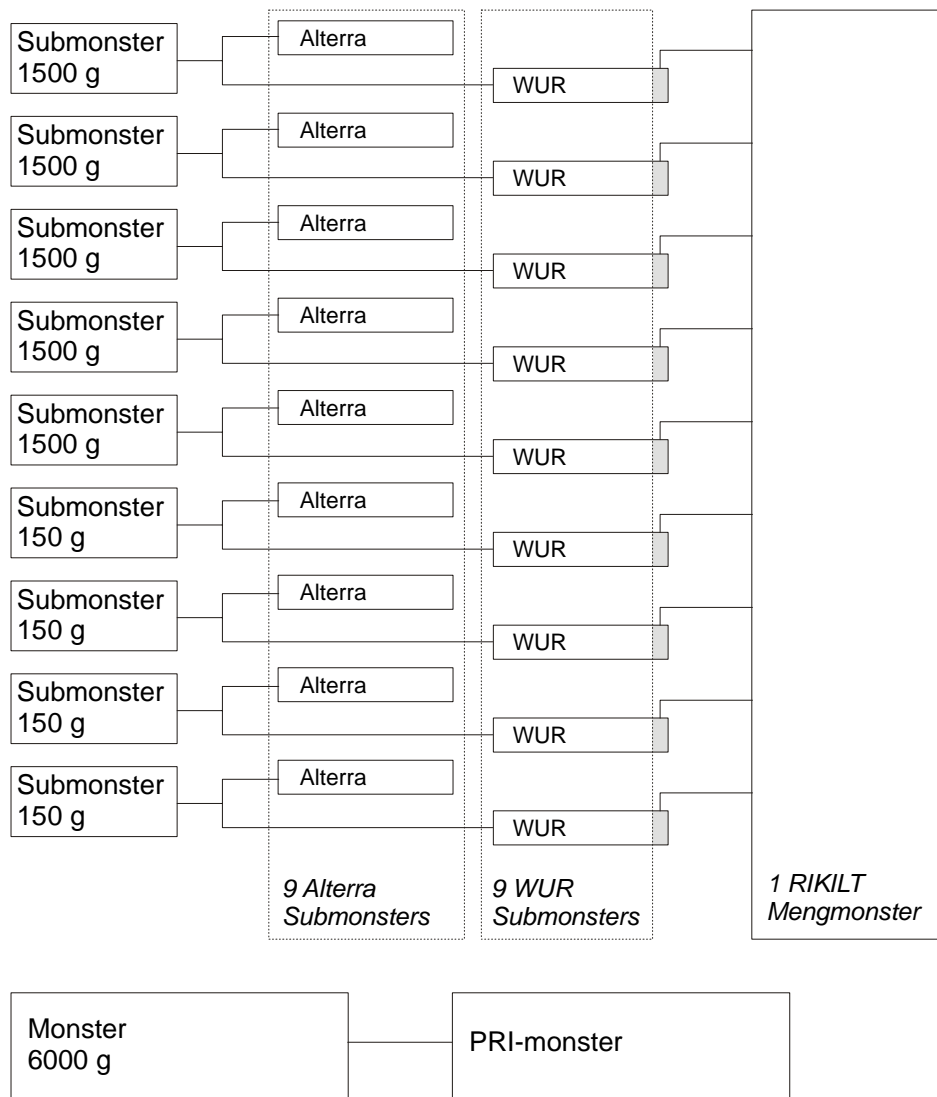 Submonster
1500 g
Alterra
WUR
Submonster
1500 g
Alterra
WUR
Submonster
1500 g
Alterra
WUR
Submonster
1500 g
Alterra
WUR
Submonster
1500 g
Alterra
WUR
Submonster
150 g
Alterra
WUR
Submonster
150 g
Alterra
WUR
Submonster
150 g
Alterra
WUR
Submonster
150 g
Alterra
WUR
9 Alterra
Submonsters
9 WUR
Submonsters
1 RIKILT
Mengmonster
Monster
6000 g
PRI-monster